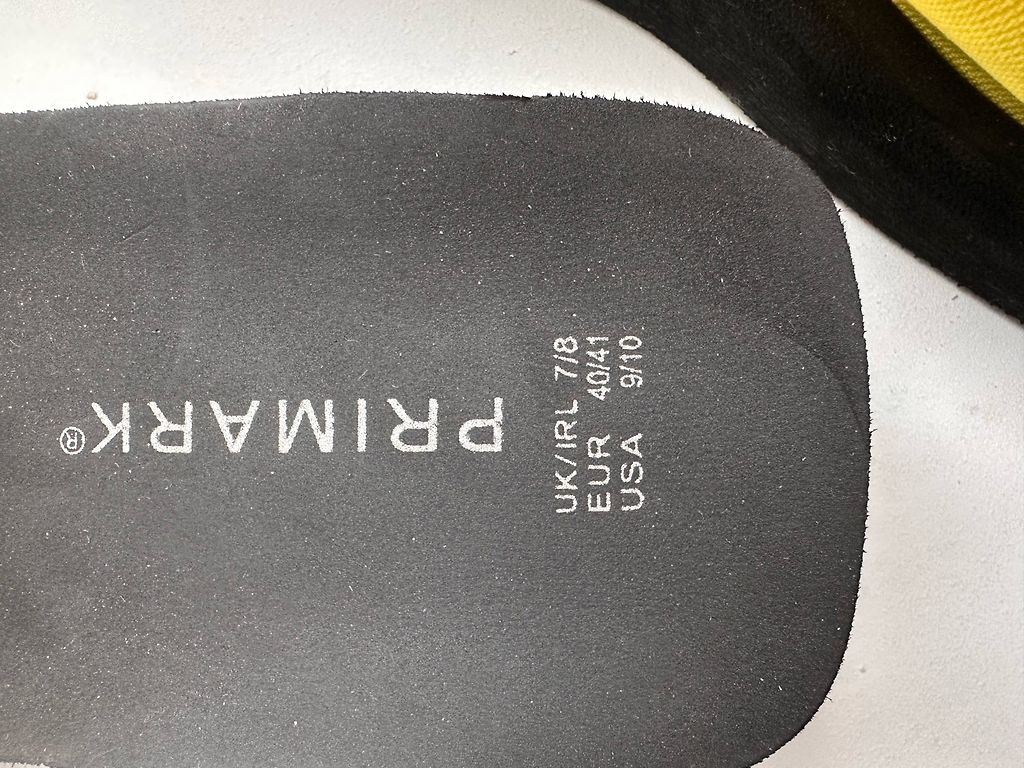 PRIMARK®
UK/IRL 7/8
EUR 40/41
USA 9/10